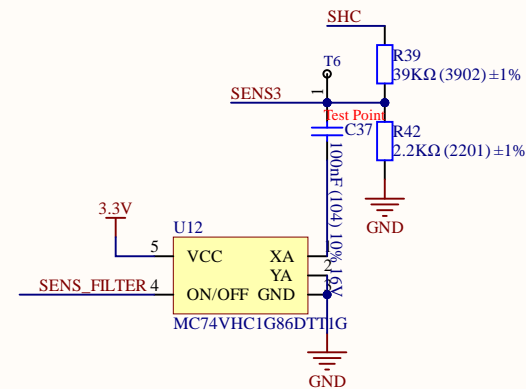 SHC
T6
R39
39KΩ (3902) ±1%
1
SENS3
Test Point
C37
R42
2.2KΩ (2201) ±1%
100nF (104) 10% 16V
GND
3.3V
U12
5
VCC
XA
1
YA
2
SENS_FILTER
4
ON/OFF
GND
3
MC74VHC1G86DTT1G
GND